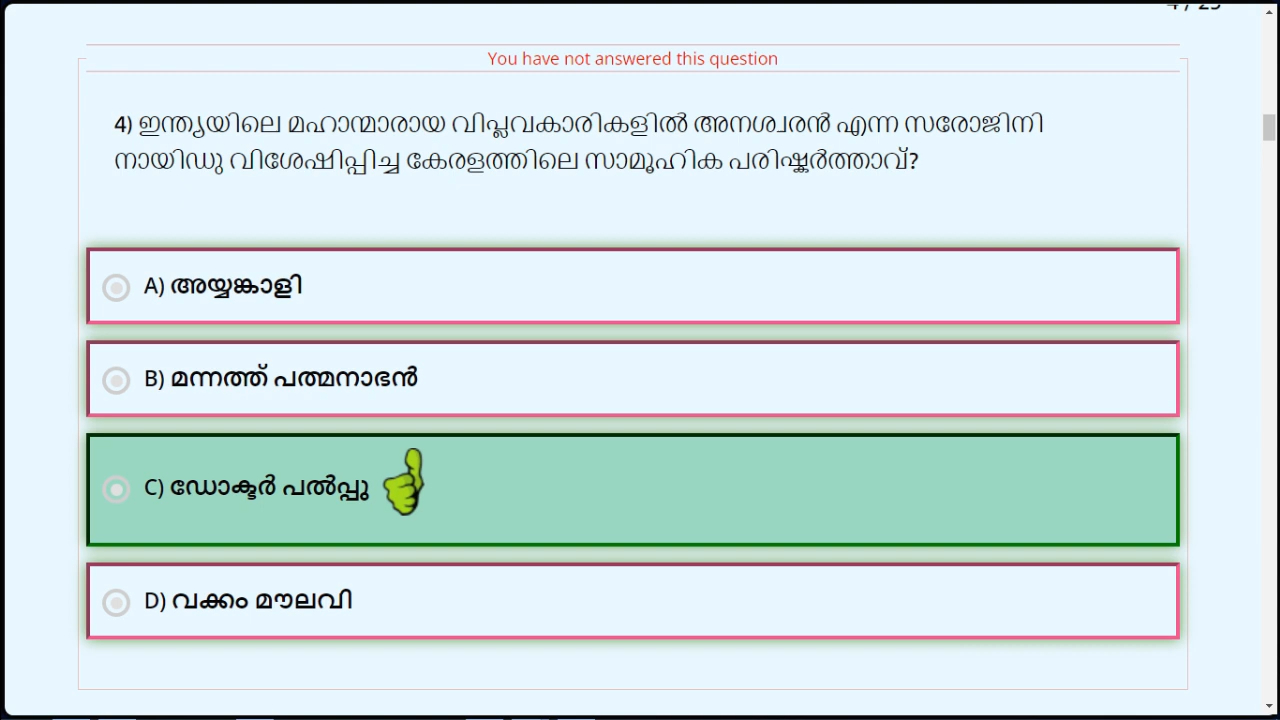 You have not answered this question
4) ഇന്ത്യയിലെ മഹാന്മാരായ വിപ്ലവകാരികളിൽ അനശ്വരൻ എന്ന സരോജിനി
നായിഡു വിശേഷിപ്പിച്ച കേരളത്തിലെ സാമൂഹിക പരിഷ്കർത്താവ്?
A) അയ്യങ്കാളി
B) മന്നത്ത് പത്മനാഭൻ
C) ഡോക്ടർ പൽപ്പു
D) വക്കം മൗലവി